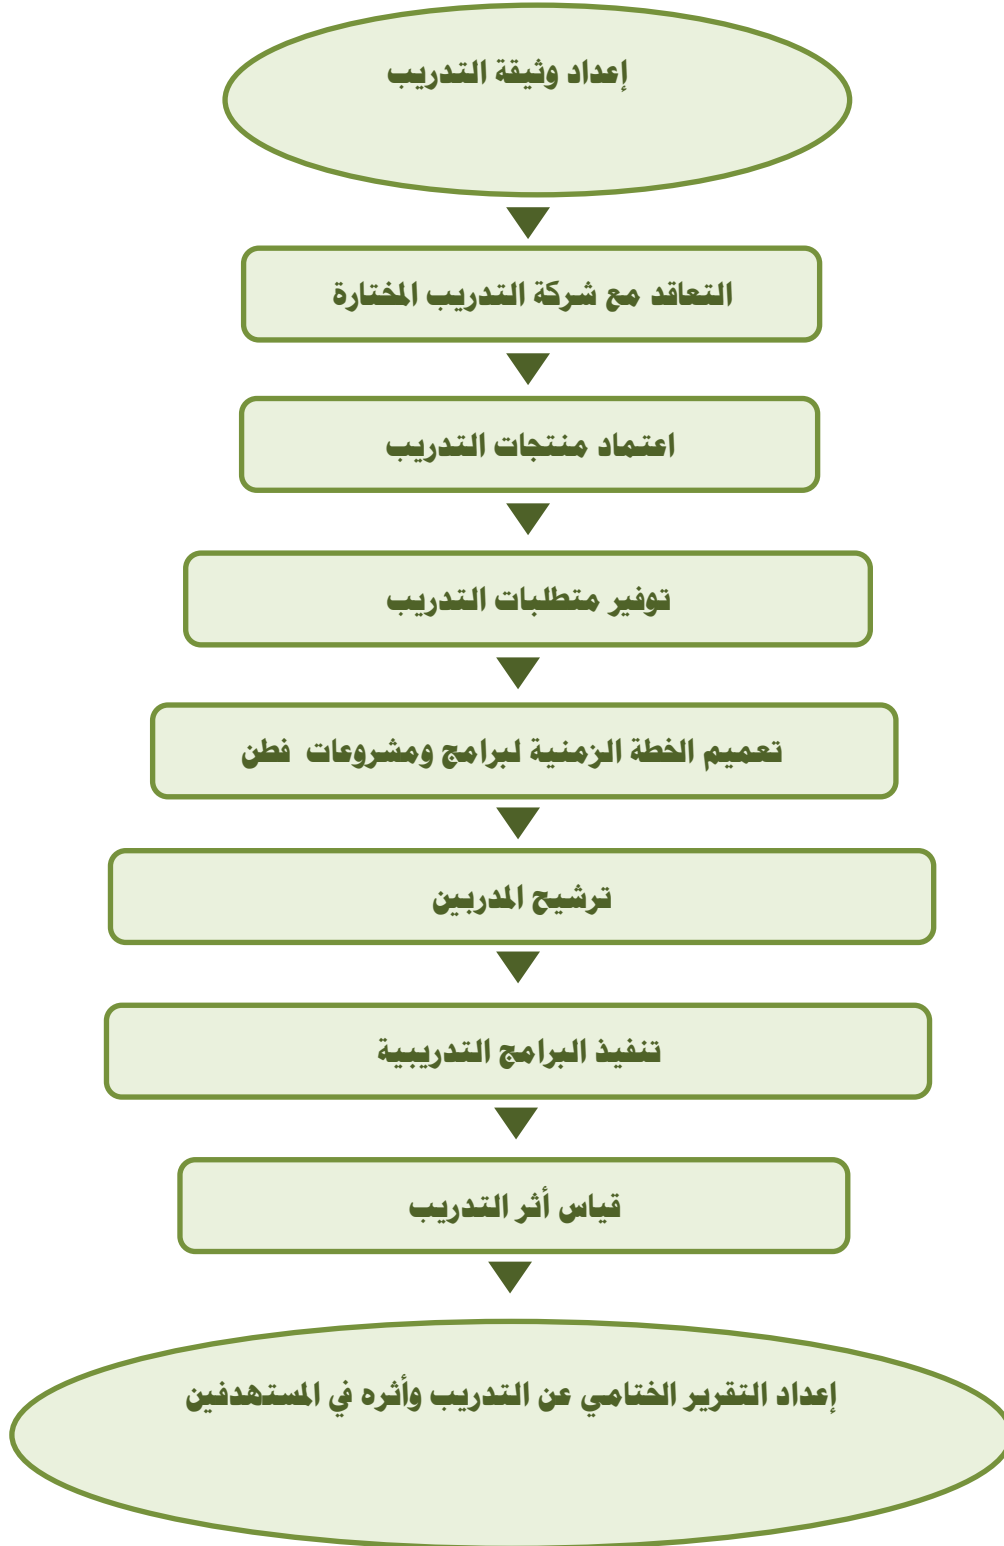 إعداد وثيقة التدريب
التعاقد مع شركة التدريب المختارة
اعتماد منتجات التدريب
توفير متطلبات التدريب
تعميم الخطة الزمنية لبرامج ومشروعات فطن
ترشيح المدربين
تنفيذ البرامج التدريبية
قياس أثر التدريب
إعداد التقرير الختامي عن التدريب وأثره في المستهدفين